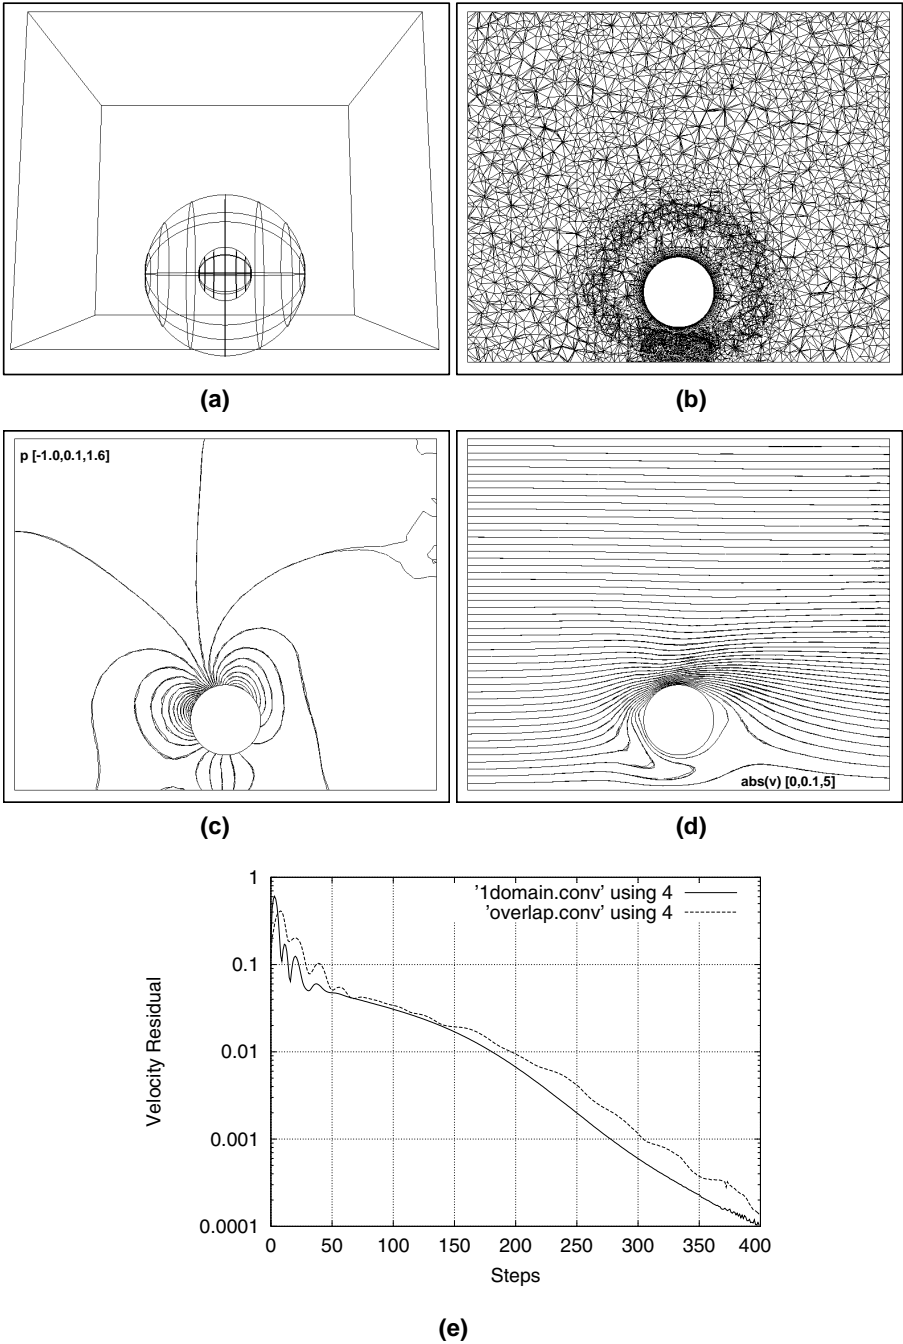 (a)
(b)
p [-1.0,0.1,1.6]
abs(v) [0,0.1,5]
(c)
(d)
1
0.1
0.01
0.001
0.0001
Velocity Residual
'1domain.conv' using 4
'overlap.conv' using 4
0 50 100 150 200 250 300 350 400
Steps
(e)